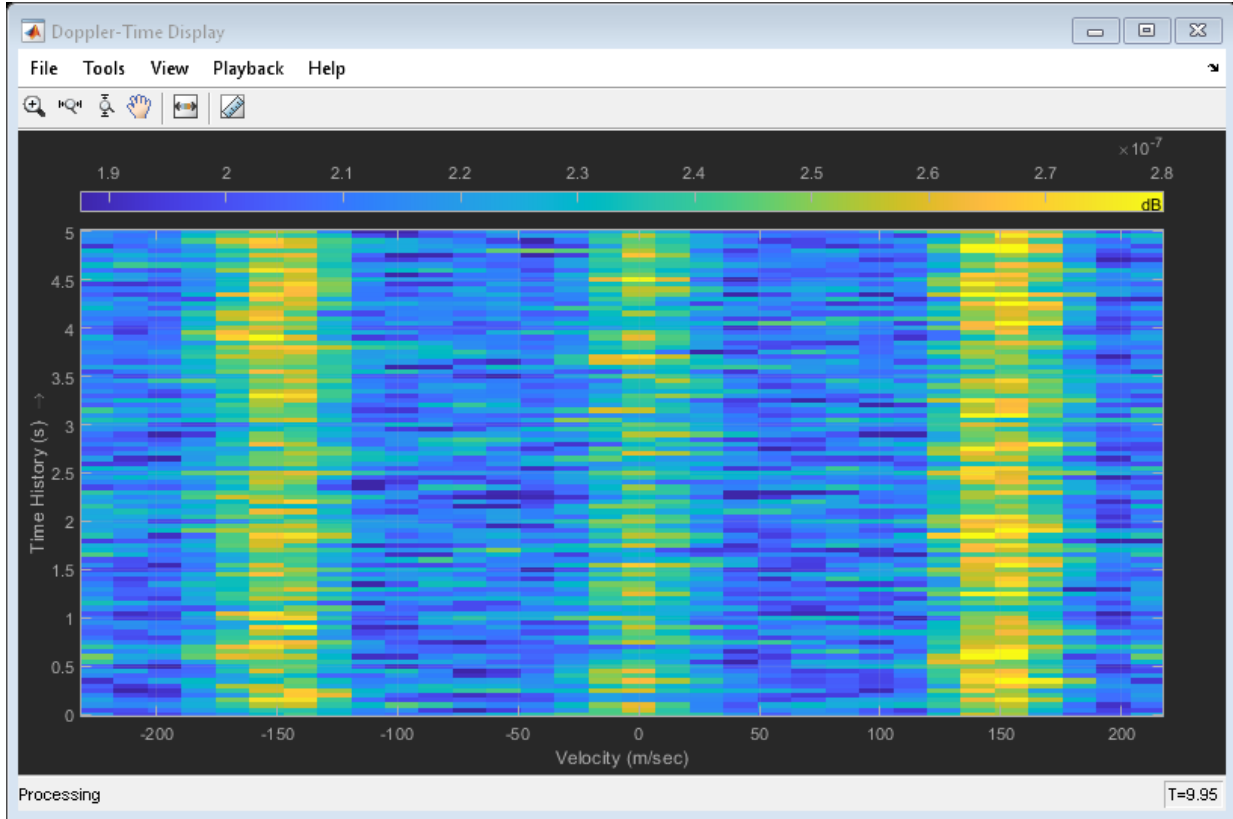 Doppler-Time Display
File Tools View Playback Help
×10-7
1.9 2 2.1 2.2 2.3 2.4 2.5 2.6 2.7 2.8
dB
5
4.5
4
3.5
3
2.5
2
1.5
1
0.5
0
Time History (s) →
-200 -150 -100 -50 0 50 100 150 200
Velocity (m/sec)
Processing T=9.95